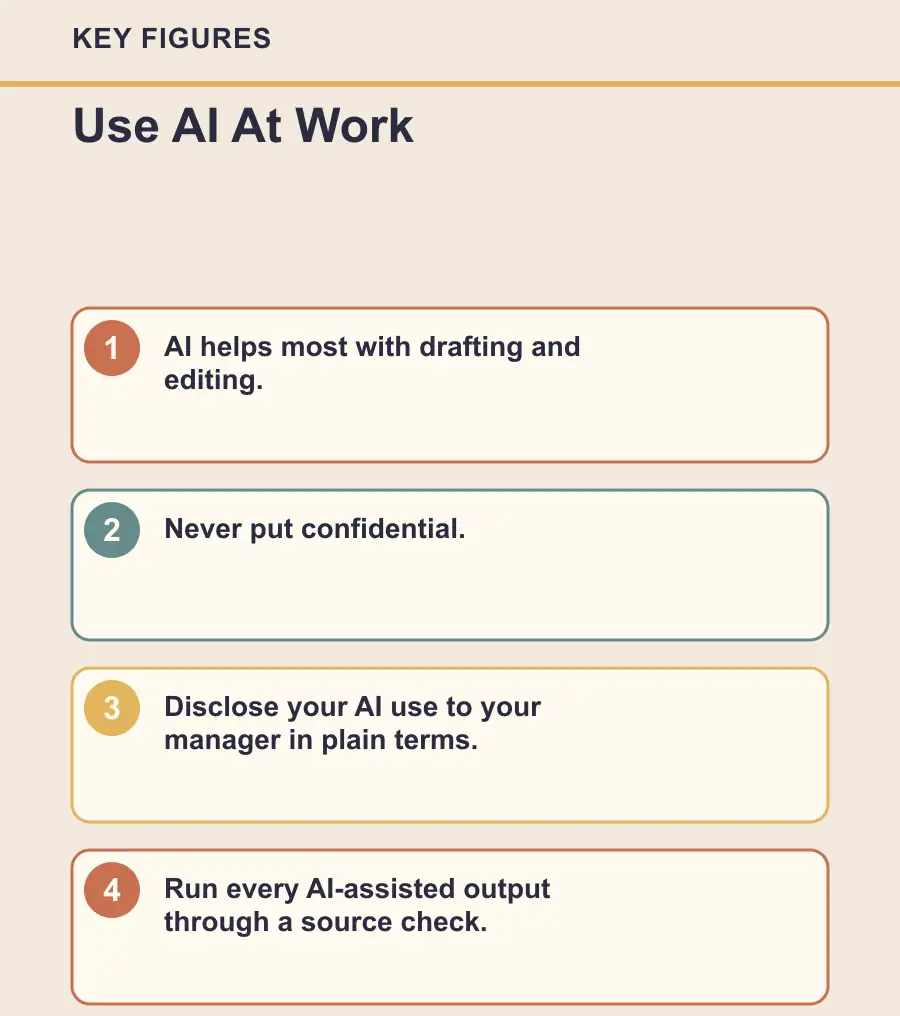 KEY FIGURES
Use AI At Work
1
AI helps most with drafting and
editing.
2
Never put confidential.
3
Disclose your AI use to your
manager in plain terms.
4
Run every AI-assisted output
through a source check.